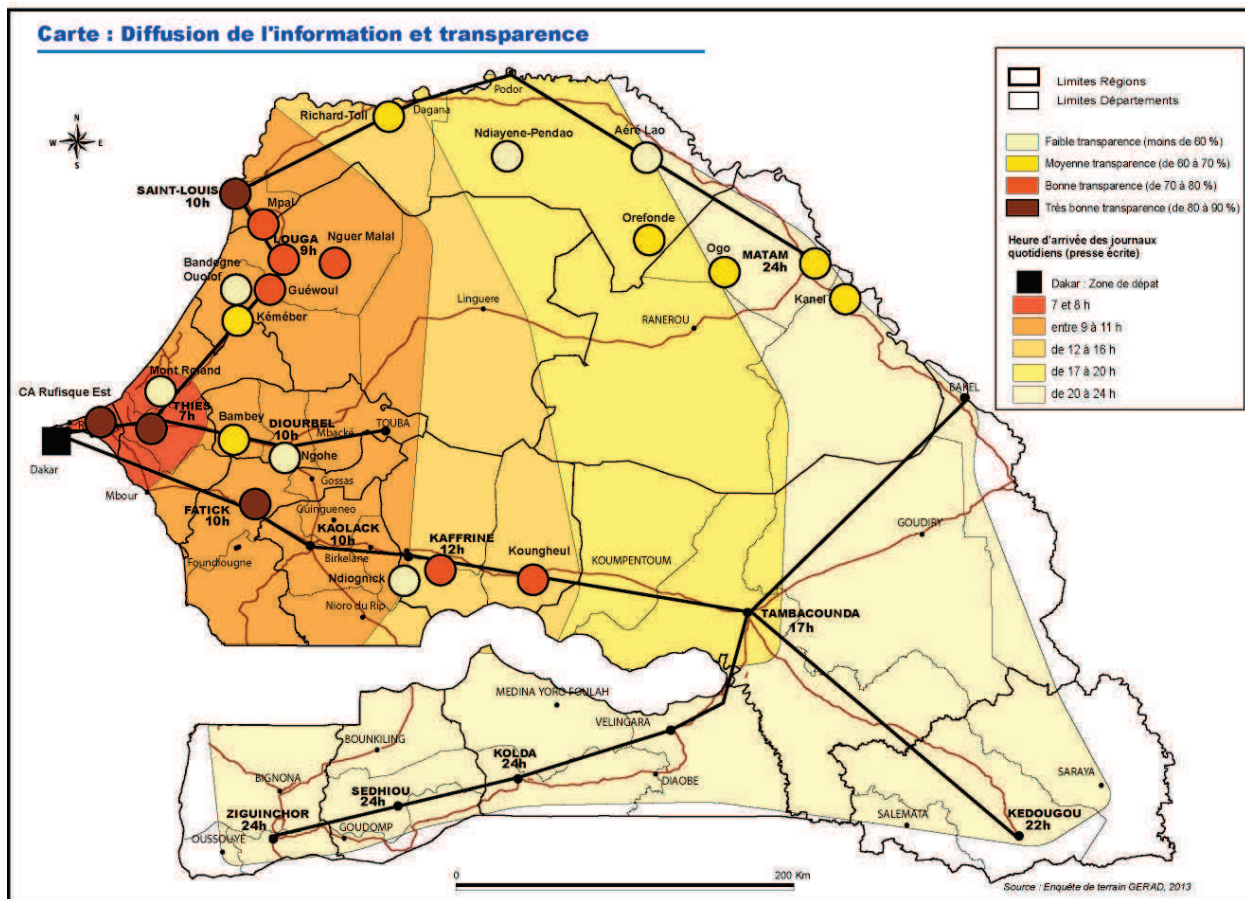 Carte : Diffusion de l'information et transparence
Limites Régions
Limites Départements
Faible transparence (moins de 60 %)
Moyenne transparence (de 60 à 70 %)
Bonne transparence (de 70 à 80 %)
Très bonne transparence (de 80 à 90 %)
Heure d'arrivée des journaux
quotidiens (presse écrite)
Dakar : Zone de dépat
7 et 8 h
entre 9 à 11 h
de 12 à 16 h
de 17 à 20 h
de 20 à 24 h
N
W
E
S
Podor
Dagana
Richard-Toll
Ndiayene-Pendao
Aéré Lao
SAINT-LOUIS
10h
Mpal
LOUGA
9h
Nguer Malal
Orefonde
Ogo
MATAM
24h
Kanel
Bandegne
Ouolof
Guéwoul
Linguere
RANEROU
Kéméber
Mont Roland
CA Rufisque Est
THIES
7h
Bambey
DIOURBEL
10h
Mbacké
TOUBA
BAKEL
Dakar
Ngohe
Gossas
Mbour
FATICK
10h
Guingueneo
KAOLACK
10h
Birkelane
KAFFRINE
12h
Koungheul
KOUMPENTOUM
GOUDIRY
Foundiougne
Ndiognick
Nioro du Rip
TAMBACOUNDA
17h
MEDINA YORO FOULAH
VELINGARA
BOUNKILING
KOLDA
24h
DIAOBE
BIGNONA
SEDHIOU
24h
SARAYA
ZIGUINCHOR
24h
GOUDOMP
OUSSOUYE
SALEMATA
KEDOUGOU
22h
0
200 Km
Source : Enquête de terrain GERAD, 2013